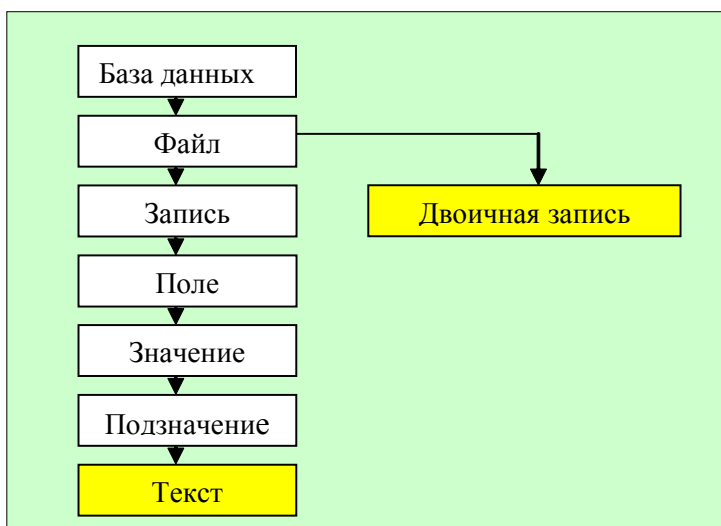 База данных
Файл
Запись
Двоичная запись
Поле
Значение
Подзначение
Текст